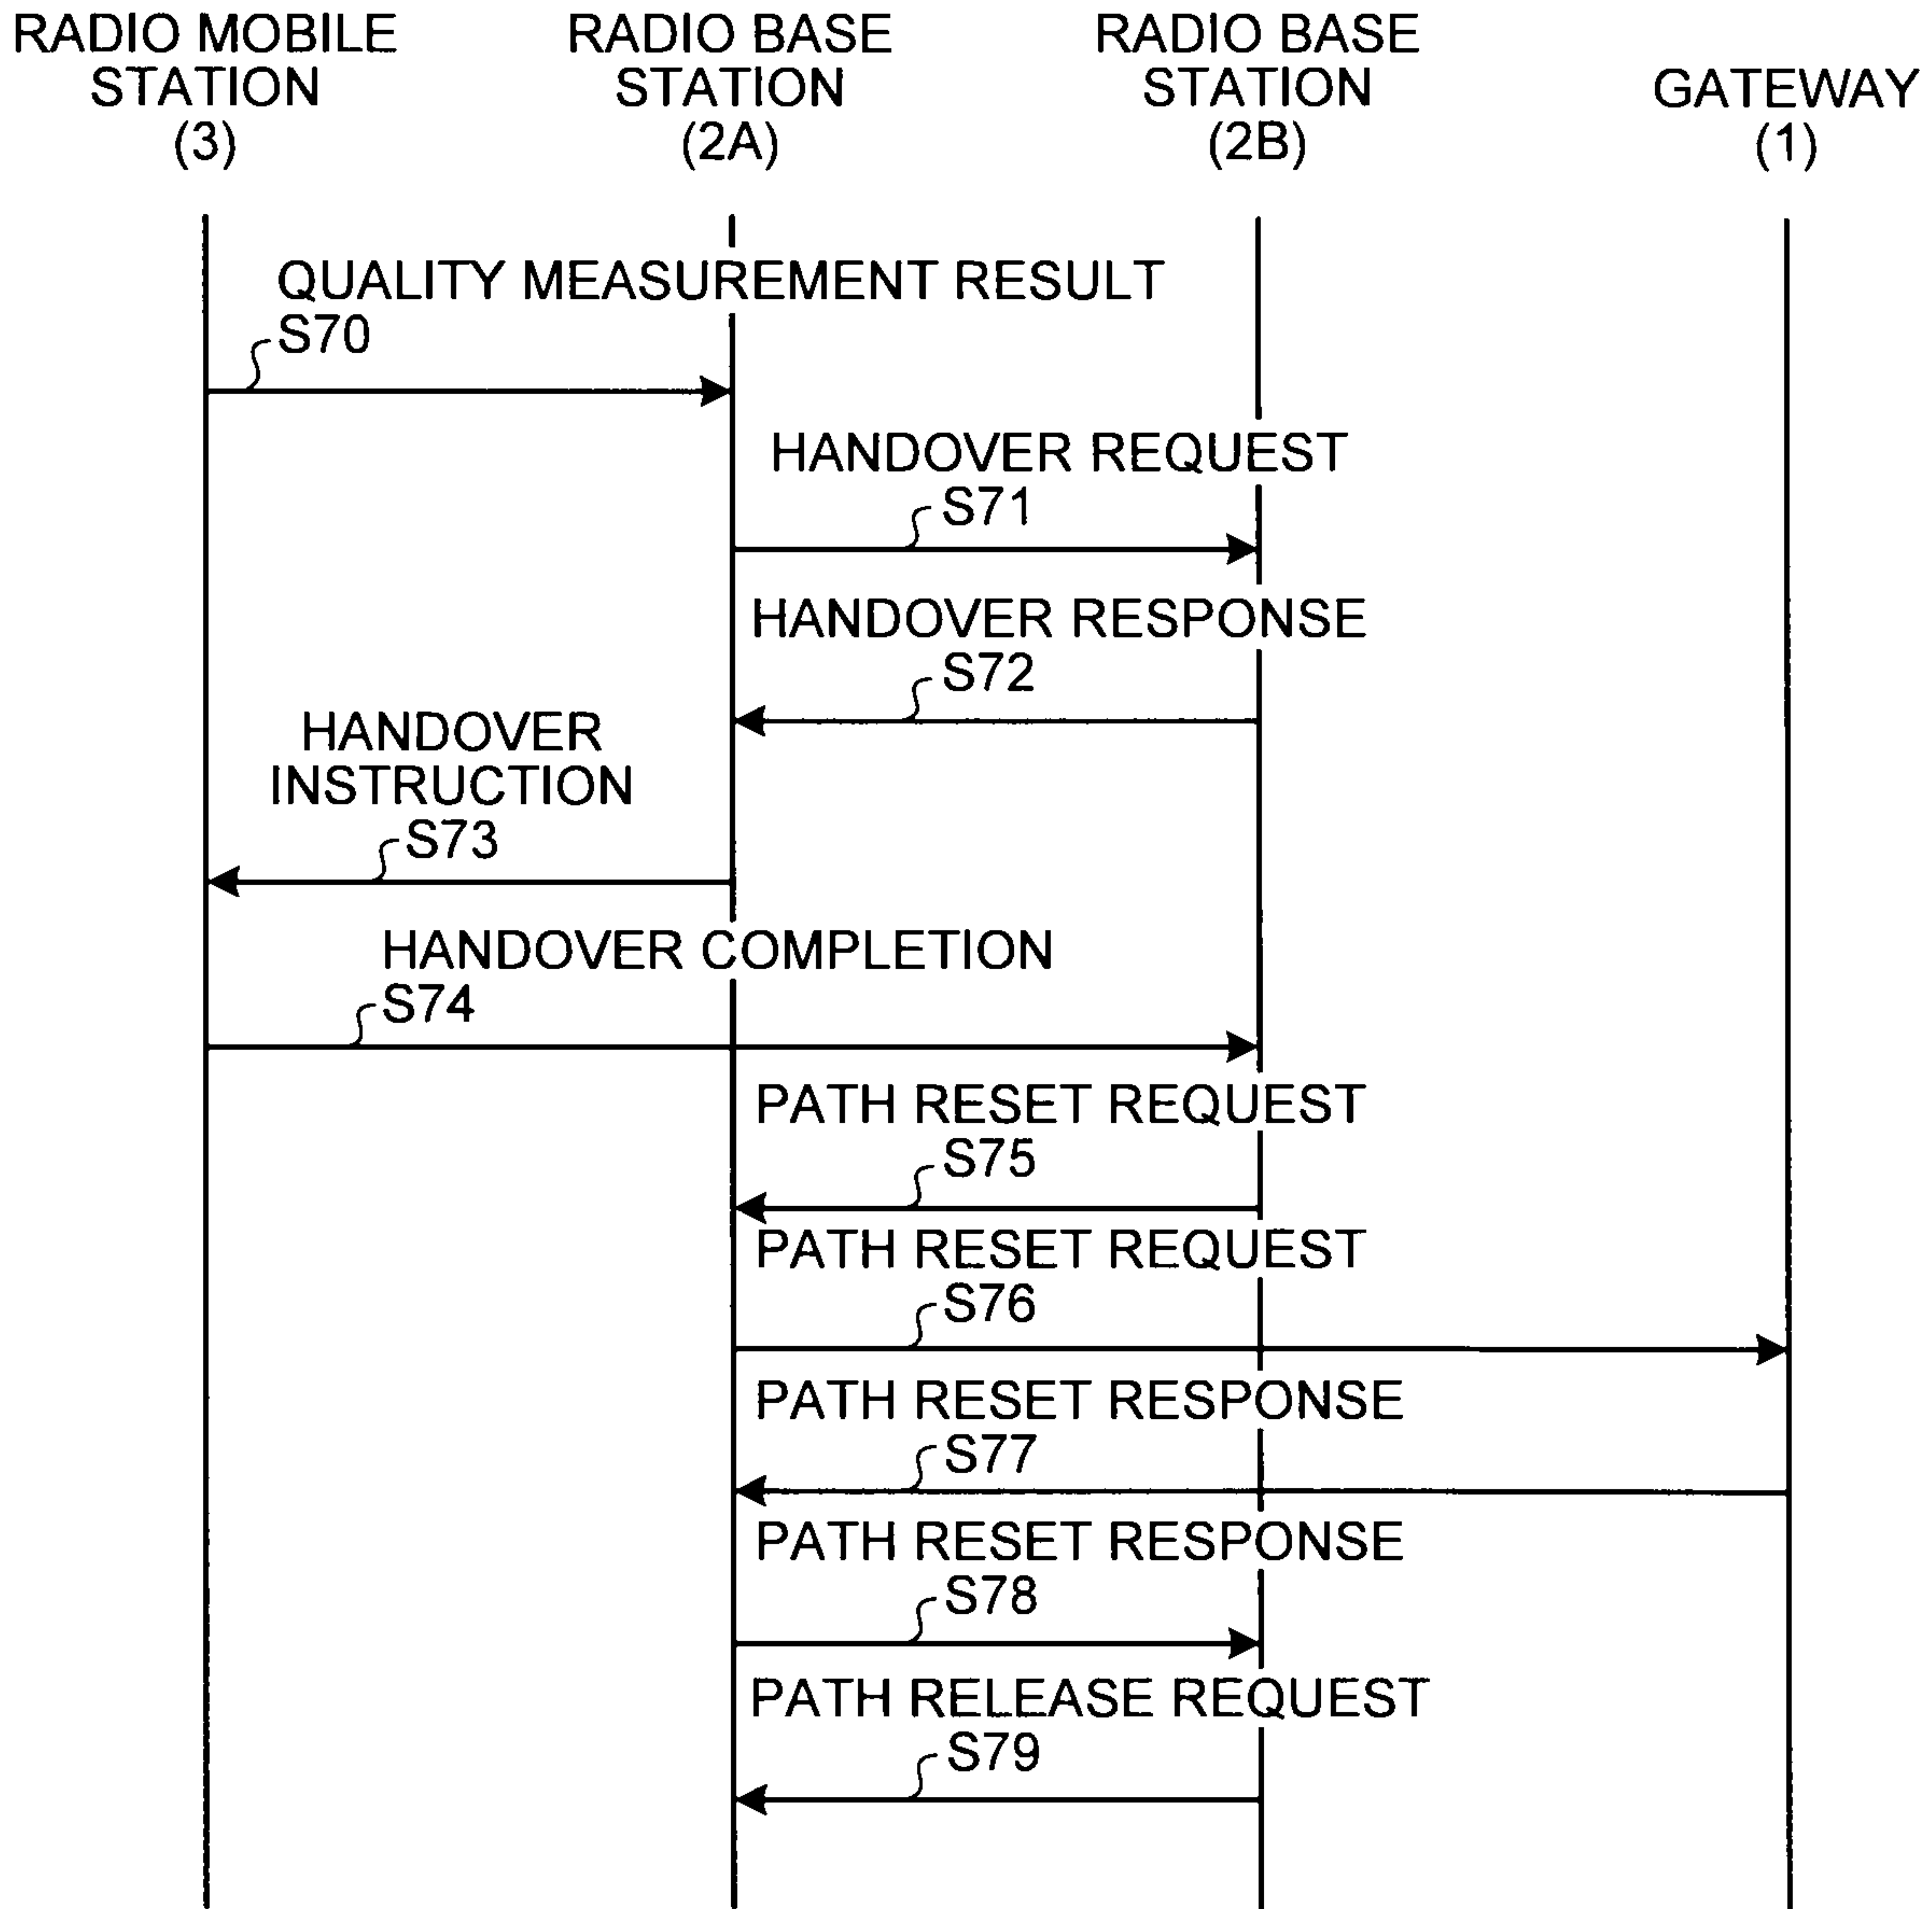 RADIO MOBILE
STATION
(3)
RADIO BASE
STATION
(2A)
RADIO BASE
STATION
(2B)
GATEWAY
(1)
QUALITY MEASUREMENT RESULT
S70
HANDOVER REQUEST
S71
HANDOVER RESPONSE
S72
HANDOVER
INSTRUCTION
S73
HANDOVER COMPLETION
S74
PATH RESET REQUEST
S75
PATH RESET REQUEST
S76
PATH RESET RESPONSE
S77
PATH RESET RESPONSE
S78
PATH RELEASE REQUEST
S79